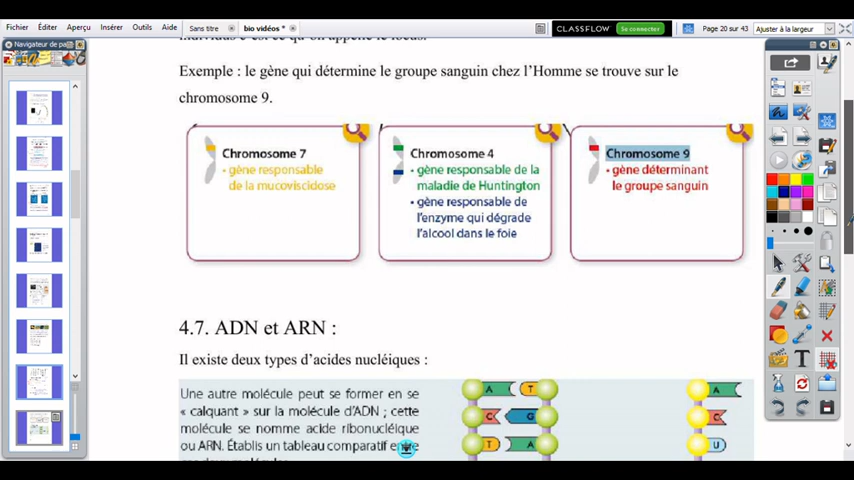 Fichier Éditer Aperçu Insérer Outils Aide
Sans titre
bio vidéos *
CLASSFLOW
Se connecter
Page 20 sur 43
Ajuster à la largeur
Navigateur de pa
Exemple : le gène qui détermine le groupe sanguin chez l'Homme se trouve sur le
chromosome 9.
Chromosome 7
• gène responsable
de la mucoviscidose
Chromosome 4
• gène responsable de la
maladie de Huntington
• gène responsable de
l'enzyme qui dégrade
l'alcool dans le foie
Chromosome 9
• gène déterminant
le groupe sanguin
4.7. ADN et ARN :
Il existe deux types d'acides nucléiques :
Une autre molécule peut se former en se
« calquant » sur la molécule d'ADN ; cette
molécule se nomme acide ribonucléique
ou ARN. Établis un tableau comparatif entre
A T
C G
T A
A
C
U
T